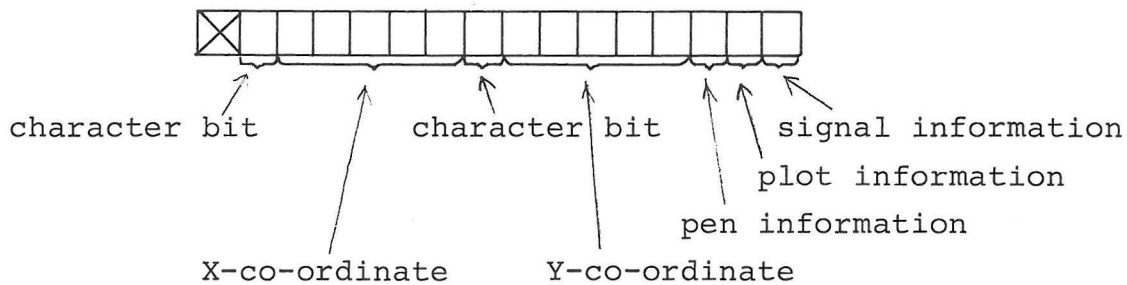 character bit character bit signal information
plot information
pen information
X-co-ordinate Y-co-ordinate